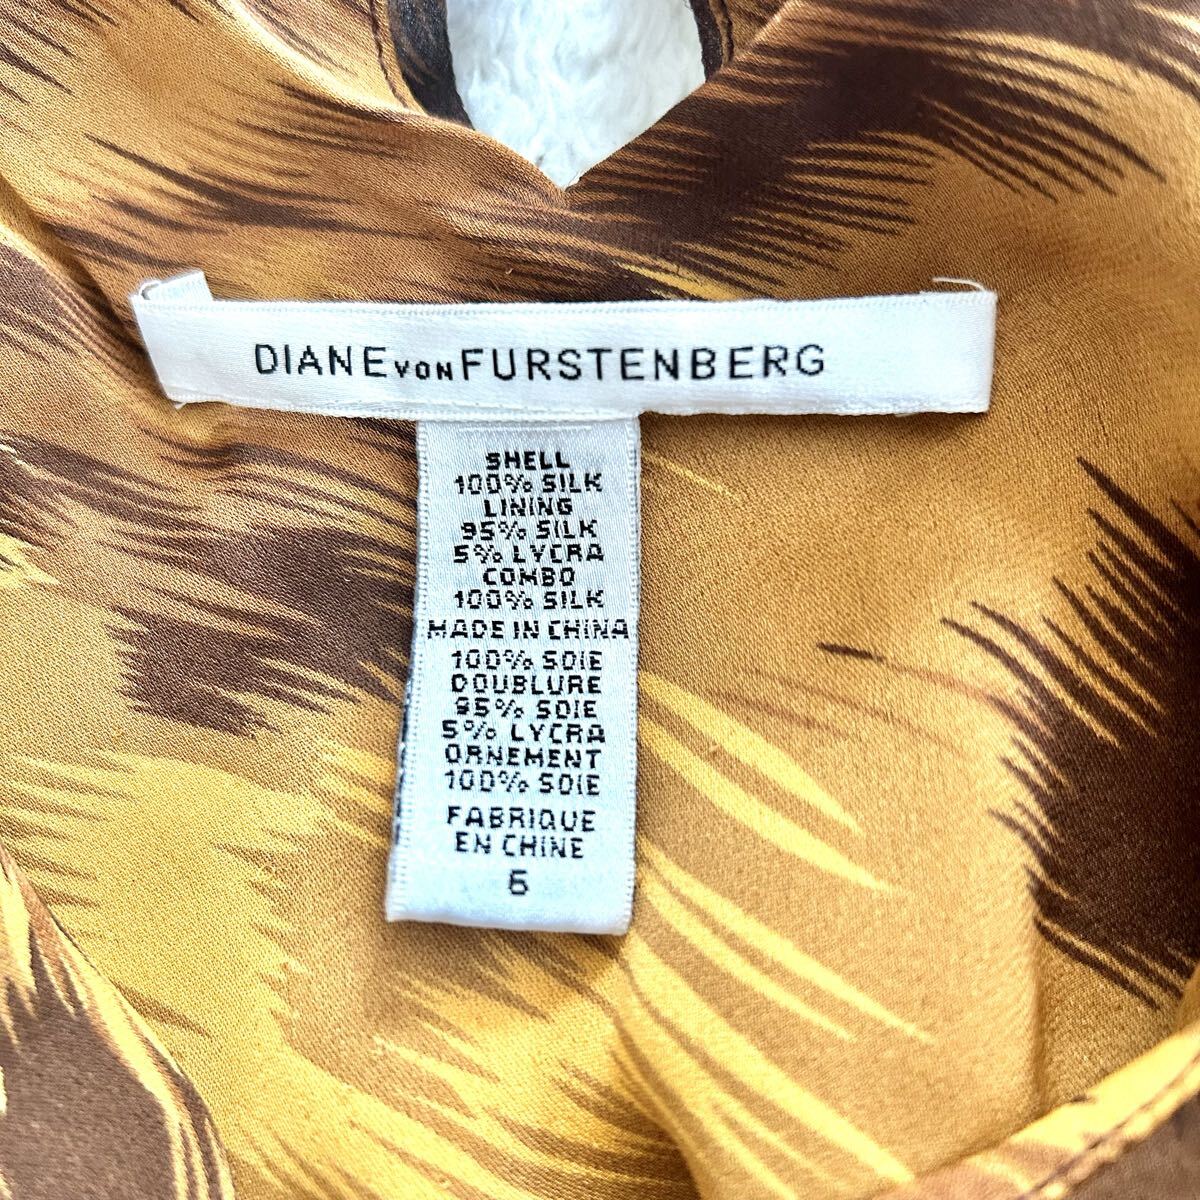 DIANE VON FURSTENBERG
SHELL
100% SILK
LINING
95% SILK
5% LYCRA
COMBO
100% SILK
MADE IN CHINA
100% SOIE
DOUBLURE
95% SOIE
5% LYCRA
ORNEMENT
100% SOIE
FABRIQUE
EN CHINE
6